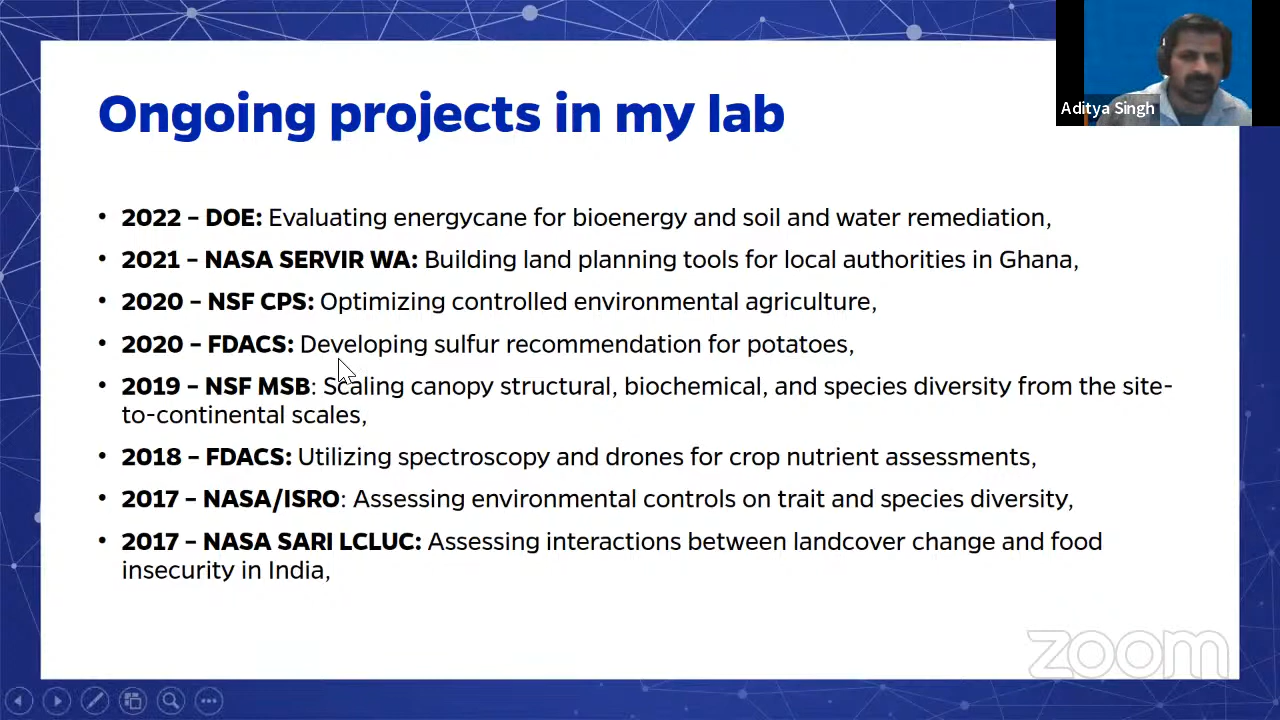 Ongoing projects in my lab
Aditya Singh
• 2022 – DOE: Evaluating energycane for bioenergy and soil and water remediation,
• 2021 – NASA SERVIR WA: Building land planning tools for local authorities in Ghana,
• 2020 – NSF CPS: Optimizing controlled environmental agriculture,
• 2020 – FDACS: Developing sulfur recommendation for potatoes,
• 2019 – NSF MSB: Scaling canopy structural, biochemical, and species diversity from the site-
to-continental scales,
• 2018 – FDACS: Utilizing spectroscopy and drones for crop nutrient assessments,
• 2017 – NASA/ISRO: Assessing environmental controls on trait and species diversity,
• 2017 – NASA SARI LCLUC: Assessing interactions between landcover change and food
insecurity in India,
zoom